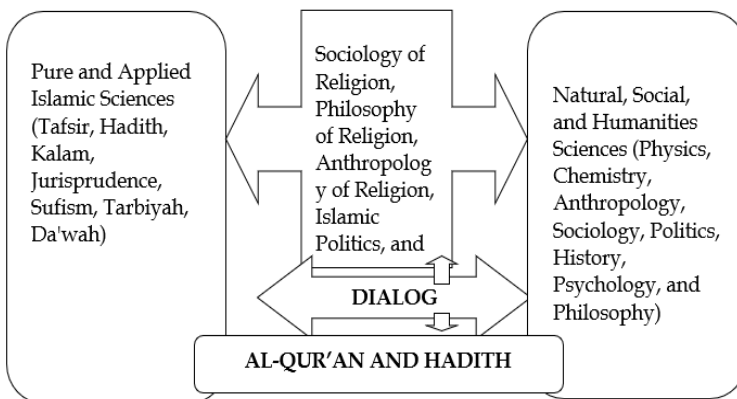 Pure and Applied
Islamic Sciences
(Tafsir, Hadith,
Kalam,
Jurisprudence,
Sufism, Tarbiyah,
Da'wah)
Sociology of
Religion,
Philosophy
of Religion,
Anthropolog
y of Religion,
Islamic
Politics, and
Natural, Social,
and Humanities
Sciences (Physics,
Chemistry,
Anthropology,
Sociology, Politics,
History,
Psychology, and
Philosophy)
DIALOG
AL-QUR'AN AND HADITH